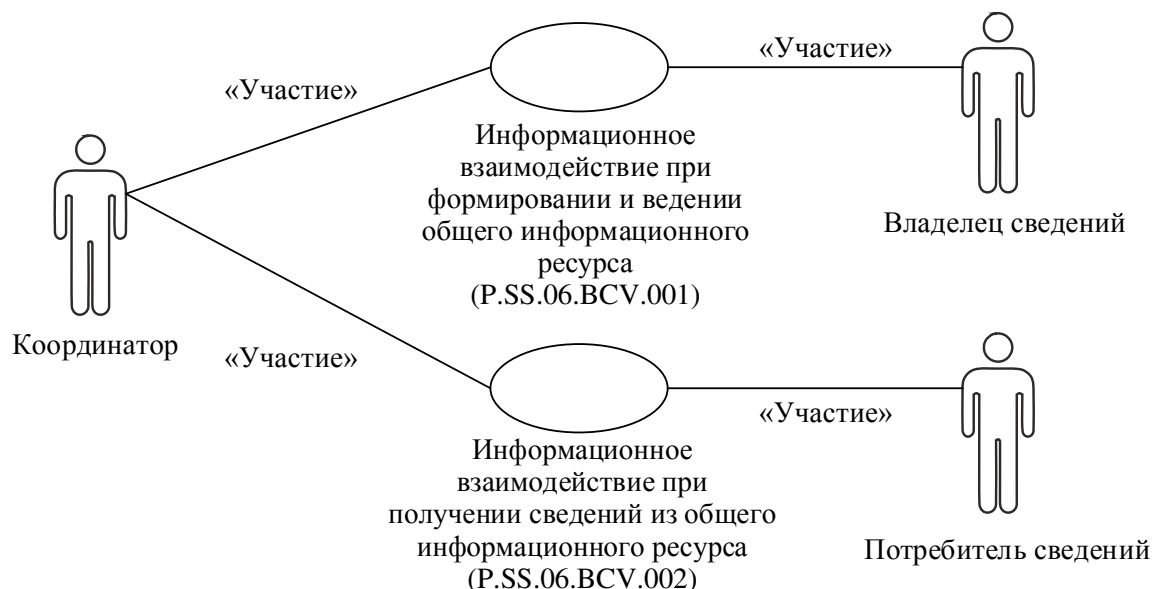 «Участие»
«Участие»
Информационное
взаимодействие при
формировании и ведении
общего информационного
ресурса
(P.SS.06.BCV.001)
Владелец сведений
Координатор
«Участие»
«Участие»
Информационное
взаимодействие при
получении сведений из общего
информационного ресурса
(P.SS.06.BCV.002)
Потребитель сведений